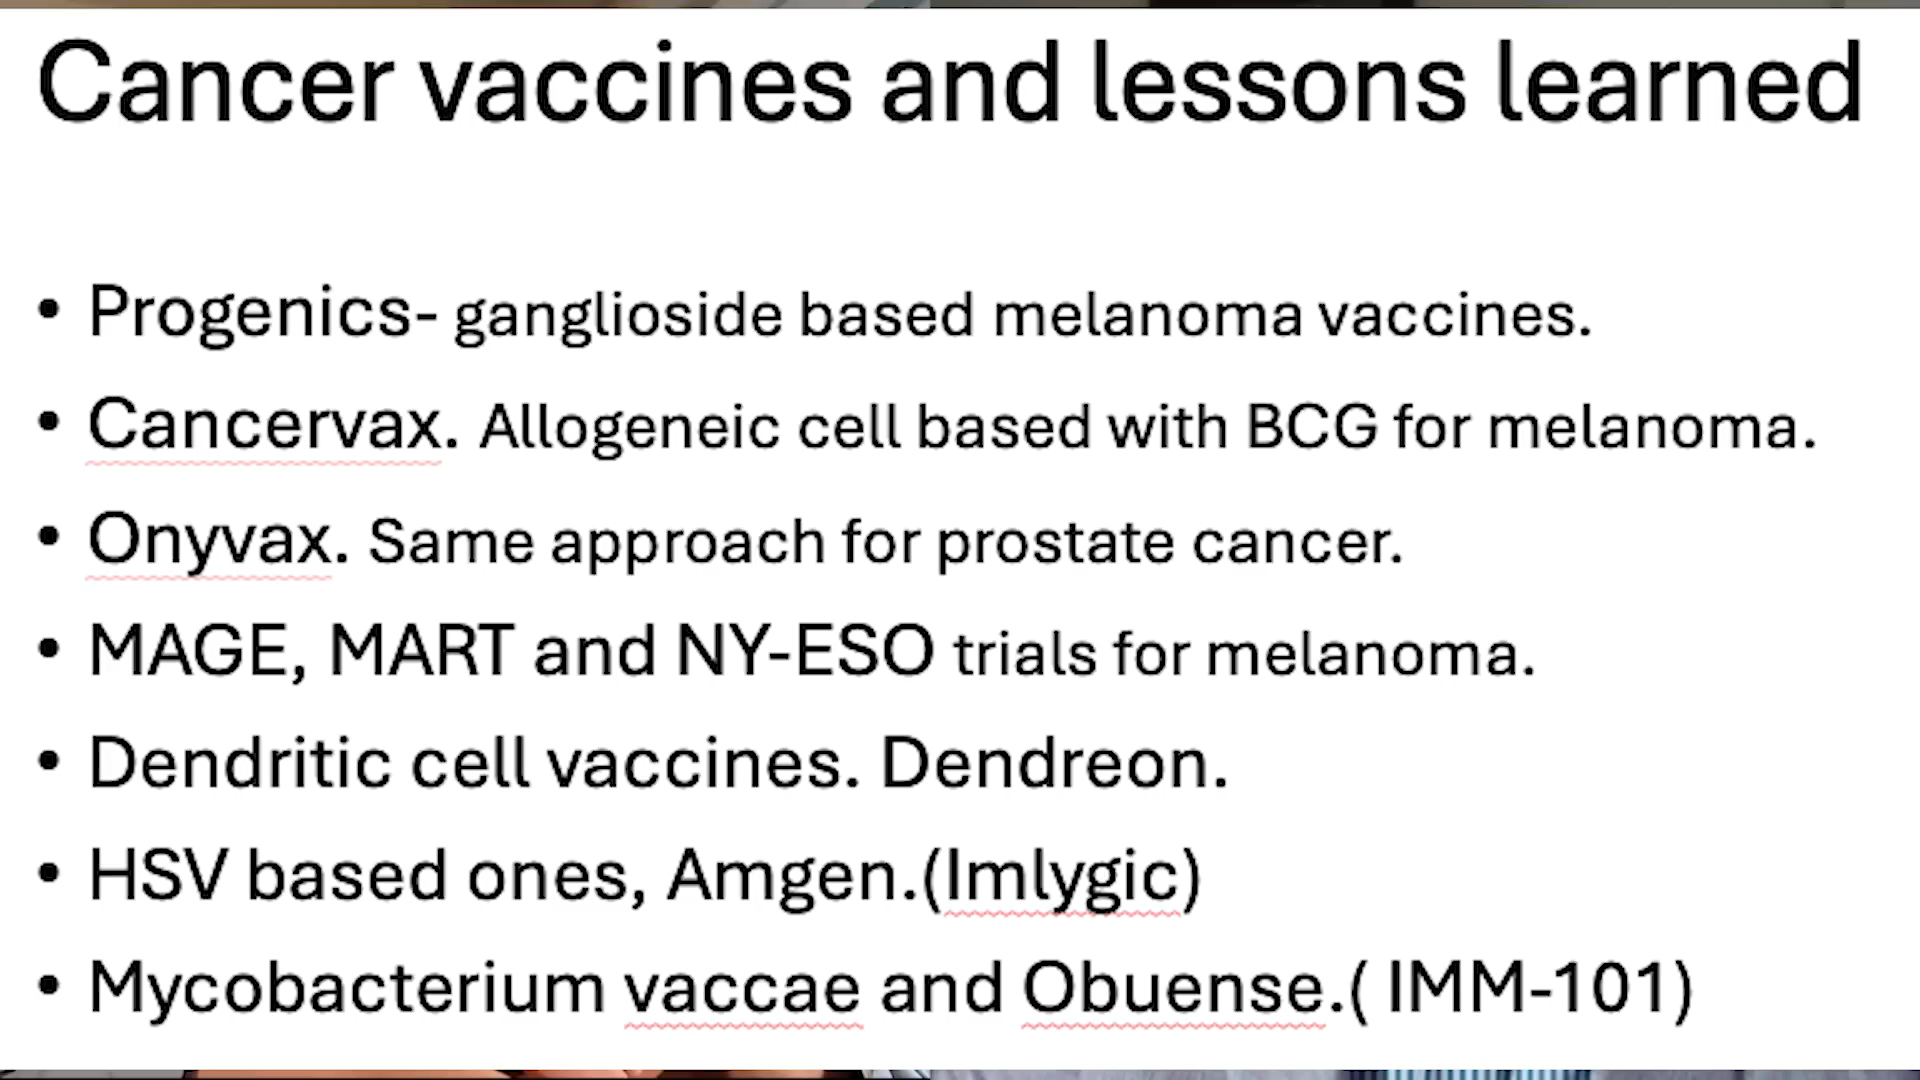 Cancer vaccines and lessons learned
• Progenics- ganglioside based melanoma vaccines.
• Cancervax. Allogeneic cell based with BCG for melanoma.
• Onyvax. Same approach for prostate cancer.
• MAGE, MART and NY-ESO trials for melanoma.
• Dendritic cell vaccines. Dendreon.
• HSV based ones, Amgen.(Imlygic)
• Mycobacterium vaccae and Obuense.( IMM-101)